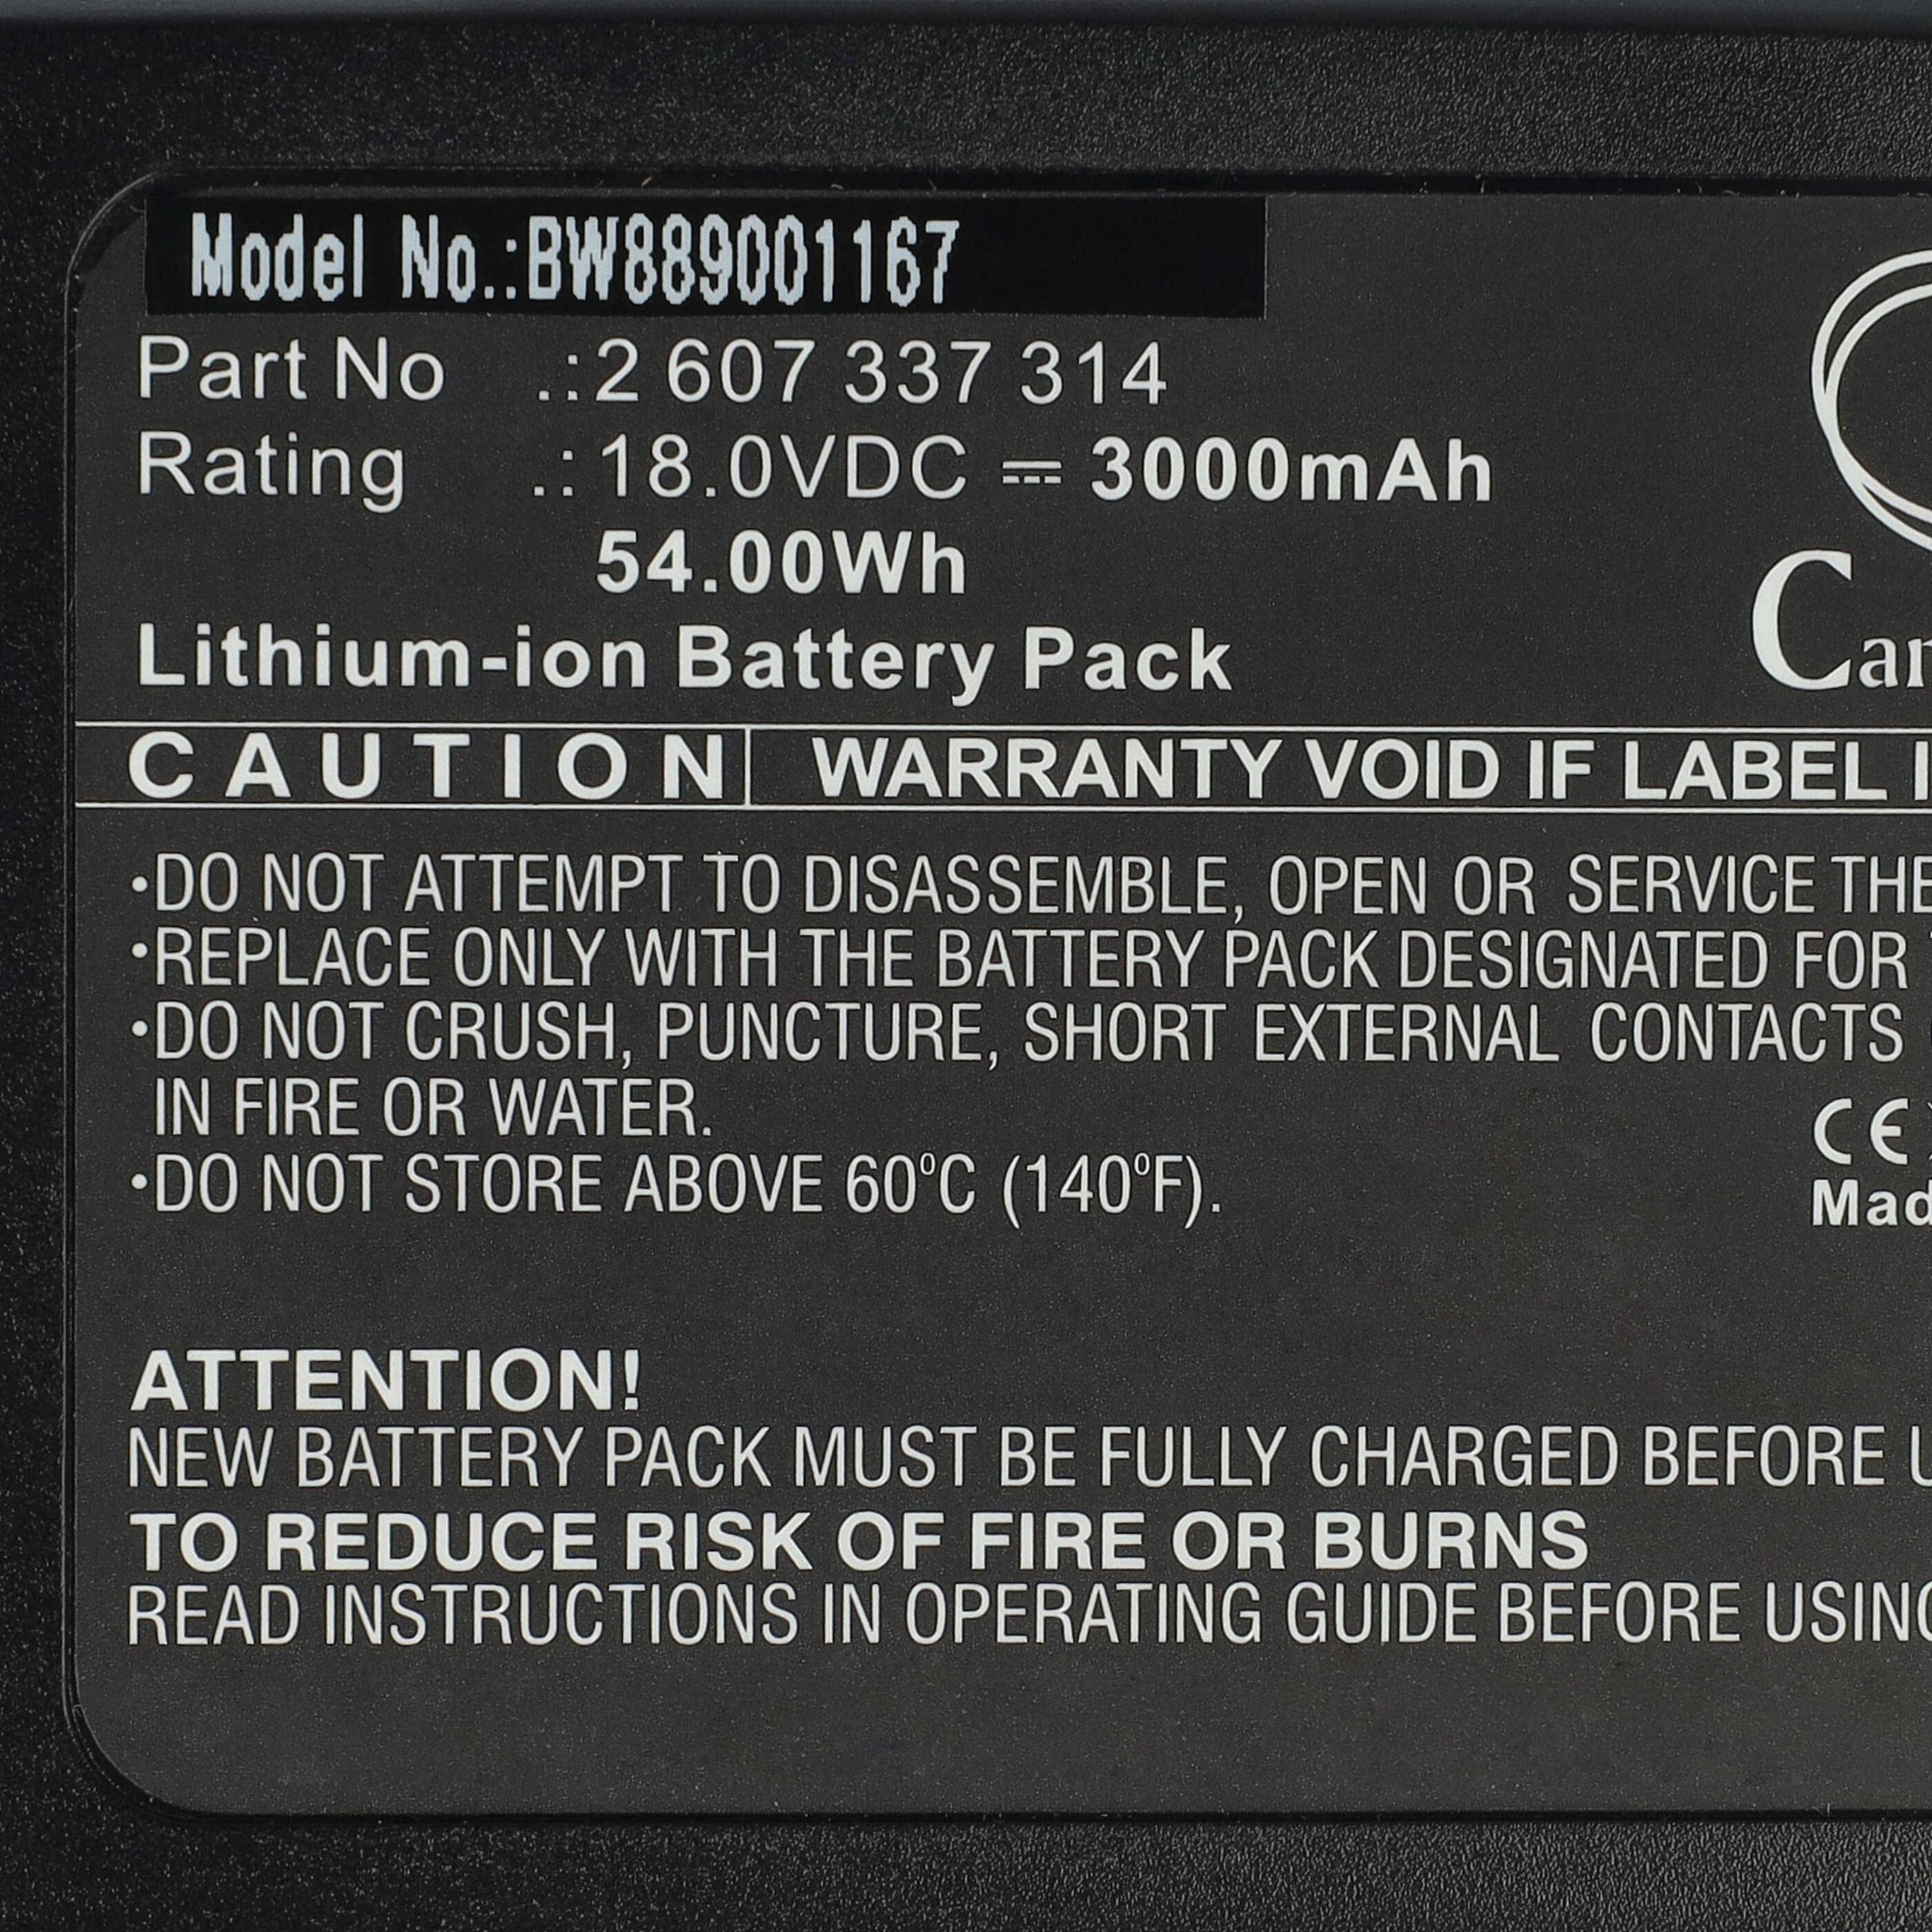 Model No.:BW889001167
Part No .:2 607 337 314
Rating .: 18.0VDC ⎓ 3000mAh
54.00Wh
Lithium-ion Battery Pack
CAUTION WARRANTY VOID IF LABEL
•DO NOT ATTEMPT TO DISASSEMBLE, OPEN OR SERVICE THE
•REPLACE ONLY WITH THE BATTERY PACK DESIGNATED FOR
•DO NOT CRUSH, PUNCTURE, SHORT EXTERNAL CONTACTS
IN FIRE OR WATER.
•DO NOT STORE ABOVE 60°C (140°F).
CE
ATTENTION!
NEW BATTERY PACK MUST BE FULLY CHARGED BEFORE
TO REDUCE RISK OF FIRE OR BURNS
READ INSTRUCTIONS IN OPERATING GUIDE BEFORE